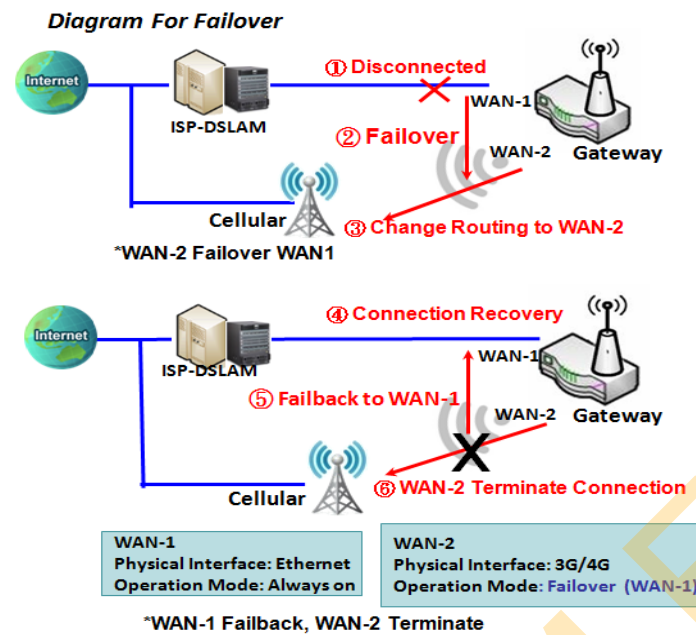 Diagram For Failover
Internet
ISP-DSLAM
① Disconnected
WAN-1
② Failover
WAN-2
Gateway
Cellular
③ Change Routing to WAN-2
*WAN-2 Failover WAN1
④ Connection Recovery
Internet
ISP-DSLAM
WAN-1
⑤ Failback to WAN-1
WAN-2
Gateway
Cellular
⑥ WAN-2 Terminate Connection
WAN-1
Physical Interface: Ethernet
Operation Mode: Always on
WAN-2
Physical Interface: 3G/4G
Operation Mode: Failover (WAN-1)
*WAN-1 Failback, WAN-2 Terminate